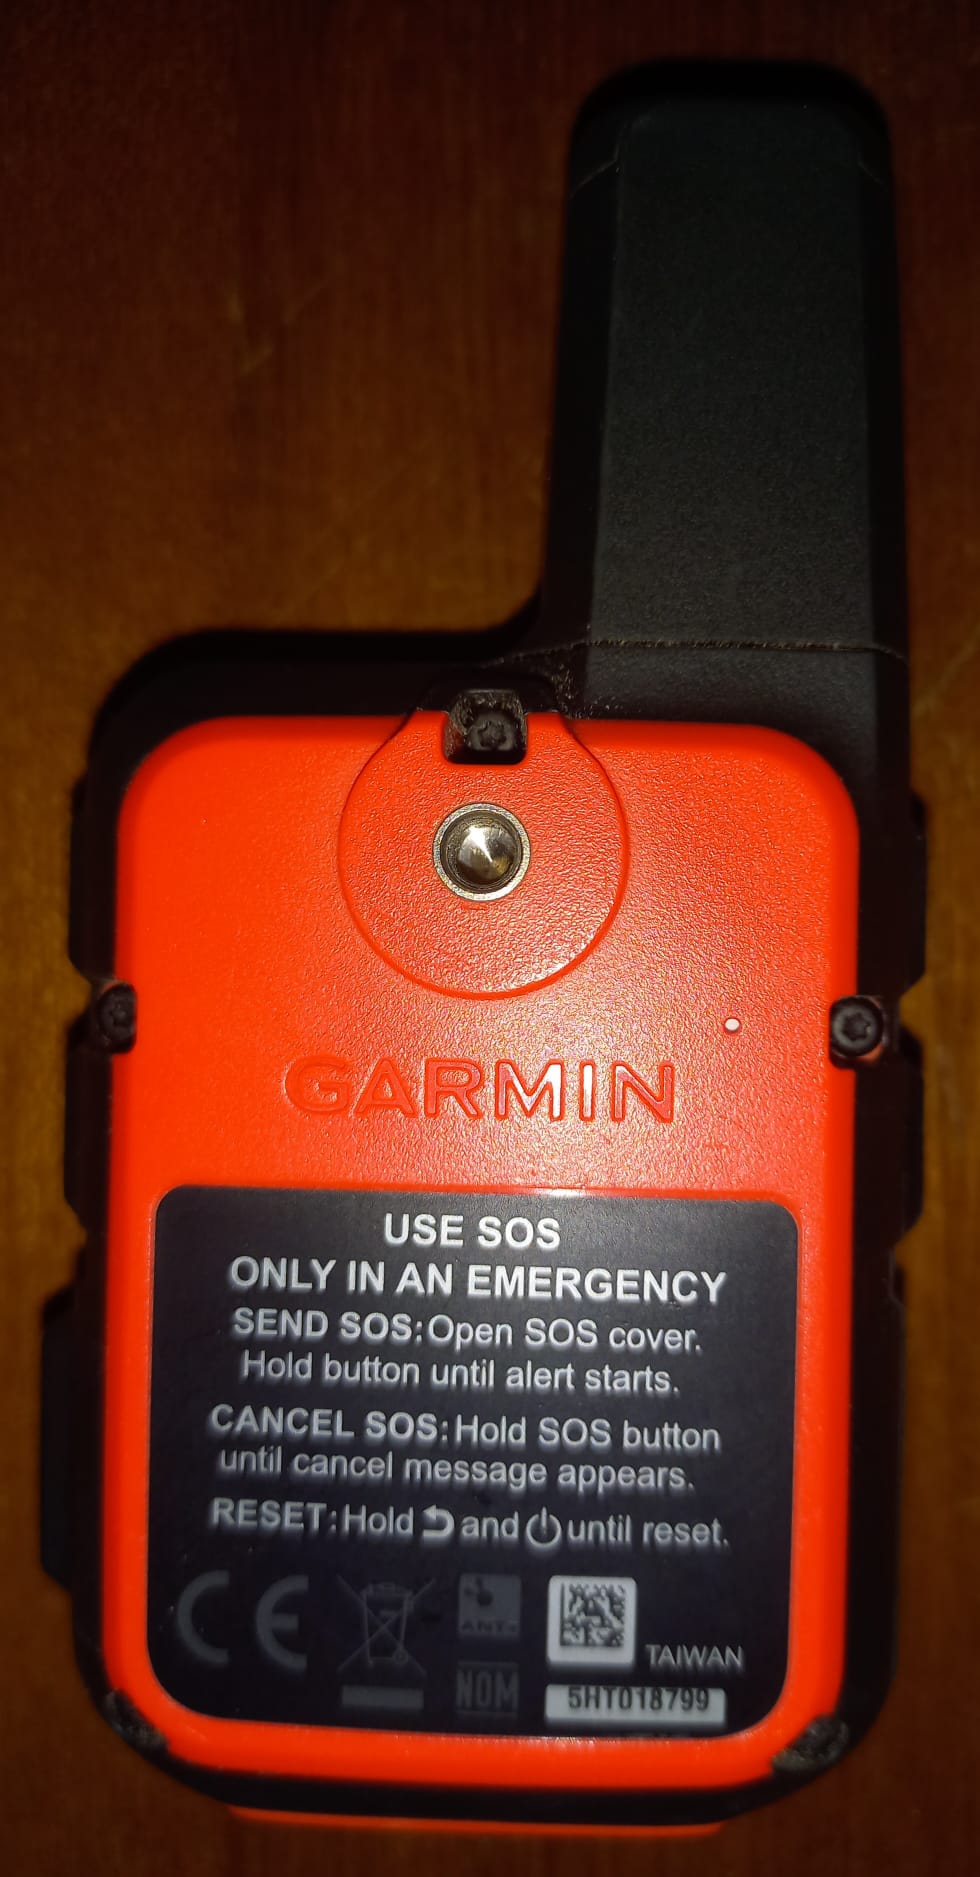 GARMIN
USE SOS
ONLY IN AN EMERGENCY
SEND SOS: Open SOS cover.
Hold button until alert starts.
CANCEL SOS: Hold SOS button
until cancel message appears.
RESET: Hold and until reset.
CE
ANT+
NOM
TAIWAN
5HT018799